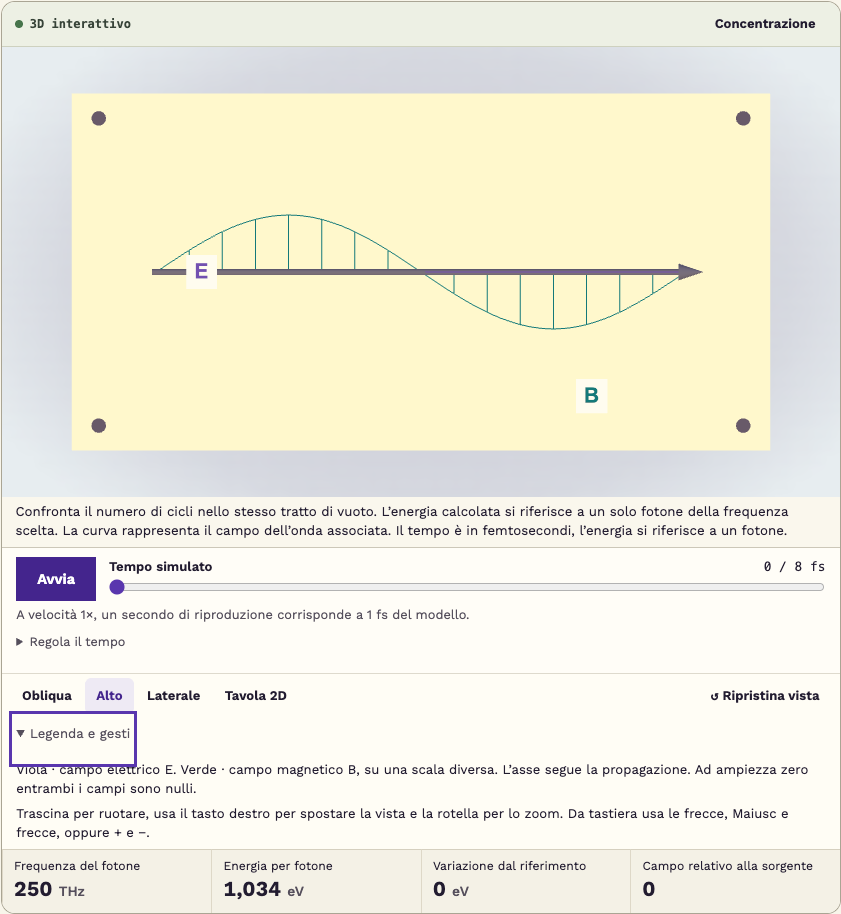 3D interattivo
Concentrazione
E
B
Confronta il numero di cicli nello stesso tratto di vuoto. L’energia calcolata si riferisce a un solo fotone della frequenza
scelta. La curva rappresenta il campo dell’onda associata. Il tempo è in femtosecondi, l’energia si riferisce a un fotone.
Avvia
Tempo simulato
0 / 8 fs
A velocità 1×, un secondo di riproduzione corrisponde a 1 fs del modello.
▶ Regola il tempo
Obliqua
Alto
Laterale
Tavola 2D
↺ Ripristina vista
▼ Legenda e gesti
Viola · campo elettrico E. Verde · campo magnetico B, su una scala diversa. L’asse segue la propagazione. Ad ampiezza zero
entrambi i campi sono nulli.
Trascina per ruotare, usa il tasto destro per spostare la vista e la rotella per lo zoom. Da tastiera usa le frecce, Maiusc e
frecce, oppure + e −.
Frequenza del fotone
250 THz
Energia per fotone
1,034 eV
Variazione dal riferimento
0 eV
Campo relativo alla sorgente
0